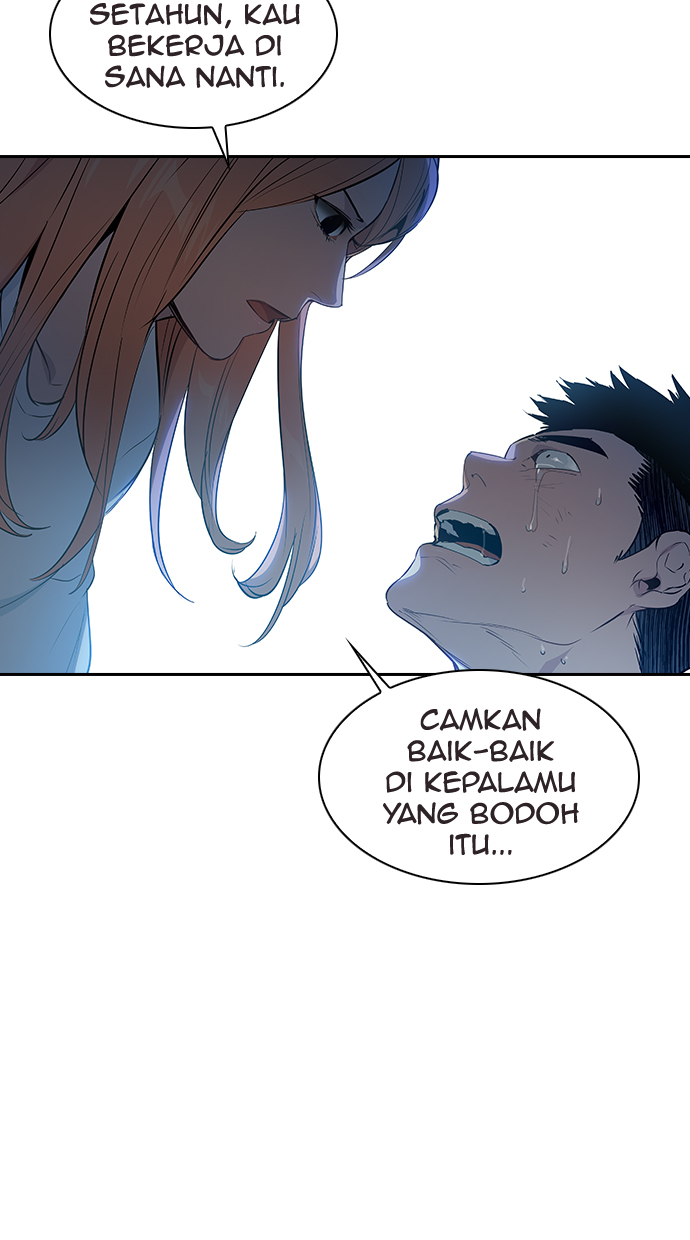 SETAHUN, KAU
BEKERJA DI
SANA NANTI.
CAMKAN
BAIK-BAIK
DI KEPALAMU
YANG BODOH
ITU...